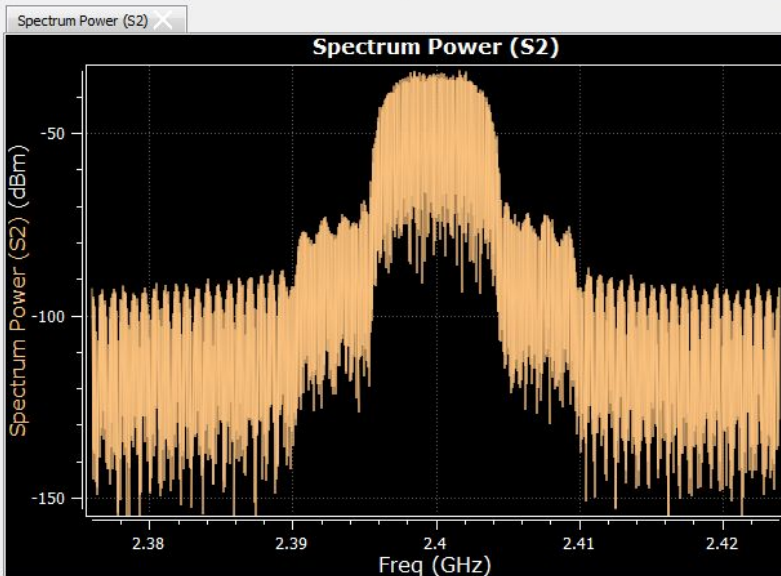 Spectrum Power (S2)
Spectrum Power (S2)
Spectrum Power (S2) (dBm)
-50
-100
-150
2.38
2.39
2.4
2.41
2.42
Freq (GHz)